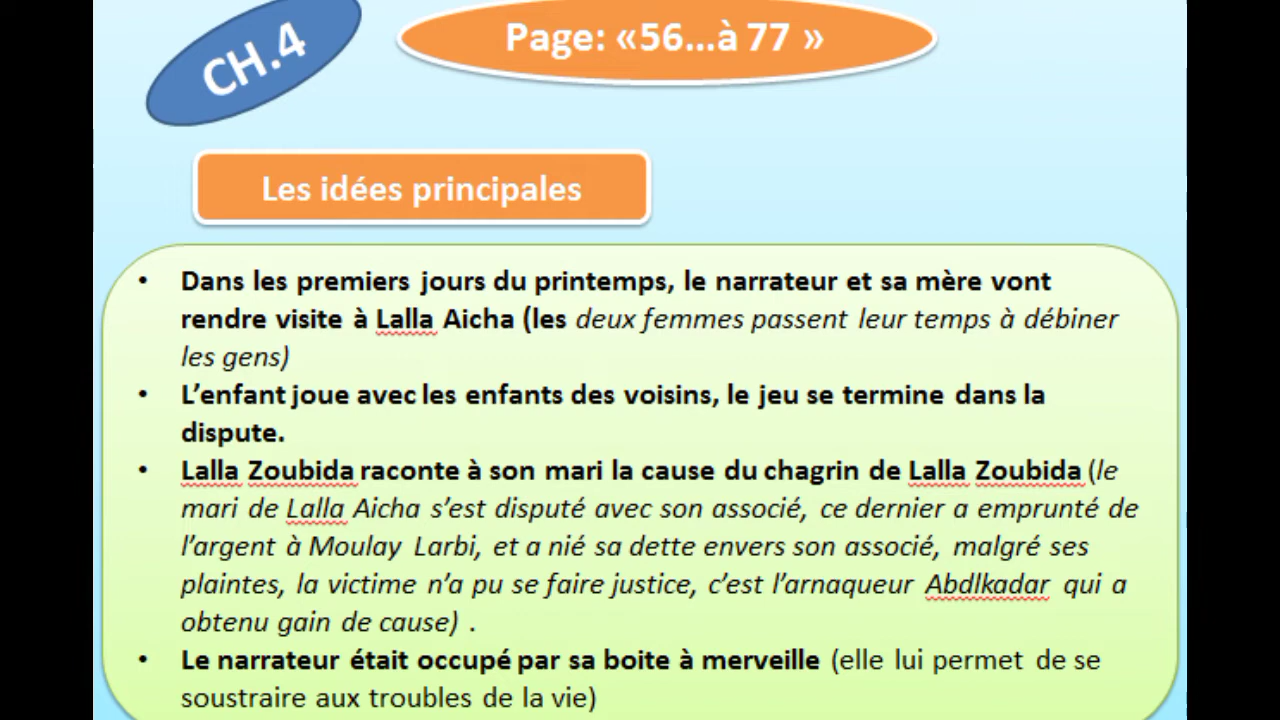 CH.4
Page: «56...à 77 »
Les idées principales
• Dans les premiers jours du printemps, le narrateur et sa mère vont
rendre visite à Lalla Aicha (les deux femmes passent leur temps à débiner
les gens)
• L’enfant joue avec les enfants des voisins, le jeu se termine dans la
dispute.
• Lalla Zoubida raconte à son mari la cause du chagrin de Lalla Zoubida (le
mari de Lalla Aicha s’est disputé avec son associé, ce dernier a emprunté de
l’argent à Moulay Larbi, et a nié sa dette envers son associé, malgré ses
plaintes, la victime n’a pu se faire justice, c’est l’arnaqueur Abdlkadar qui a
obtenu gain de cause) .
• Le narrateur était occupé par sa boite à merveille (elle lui permet de se
soustraire aux troubles de la vie)